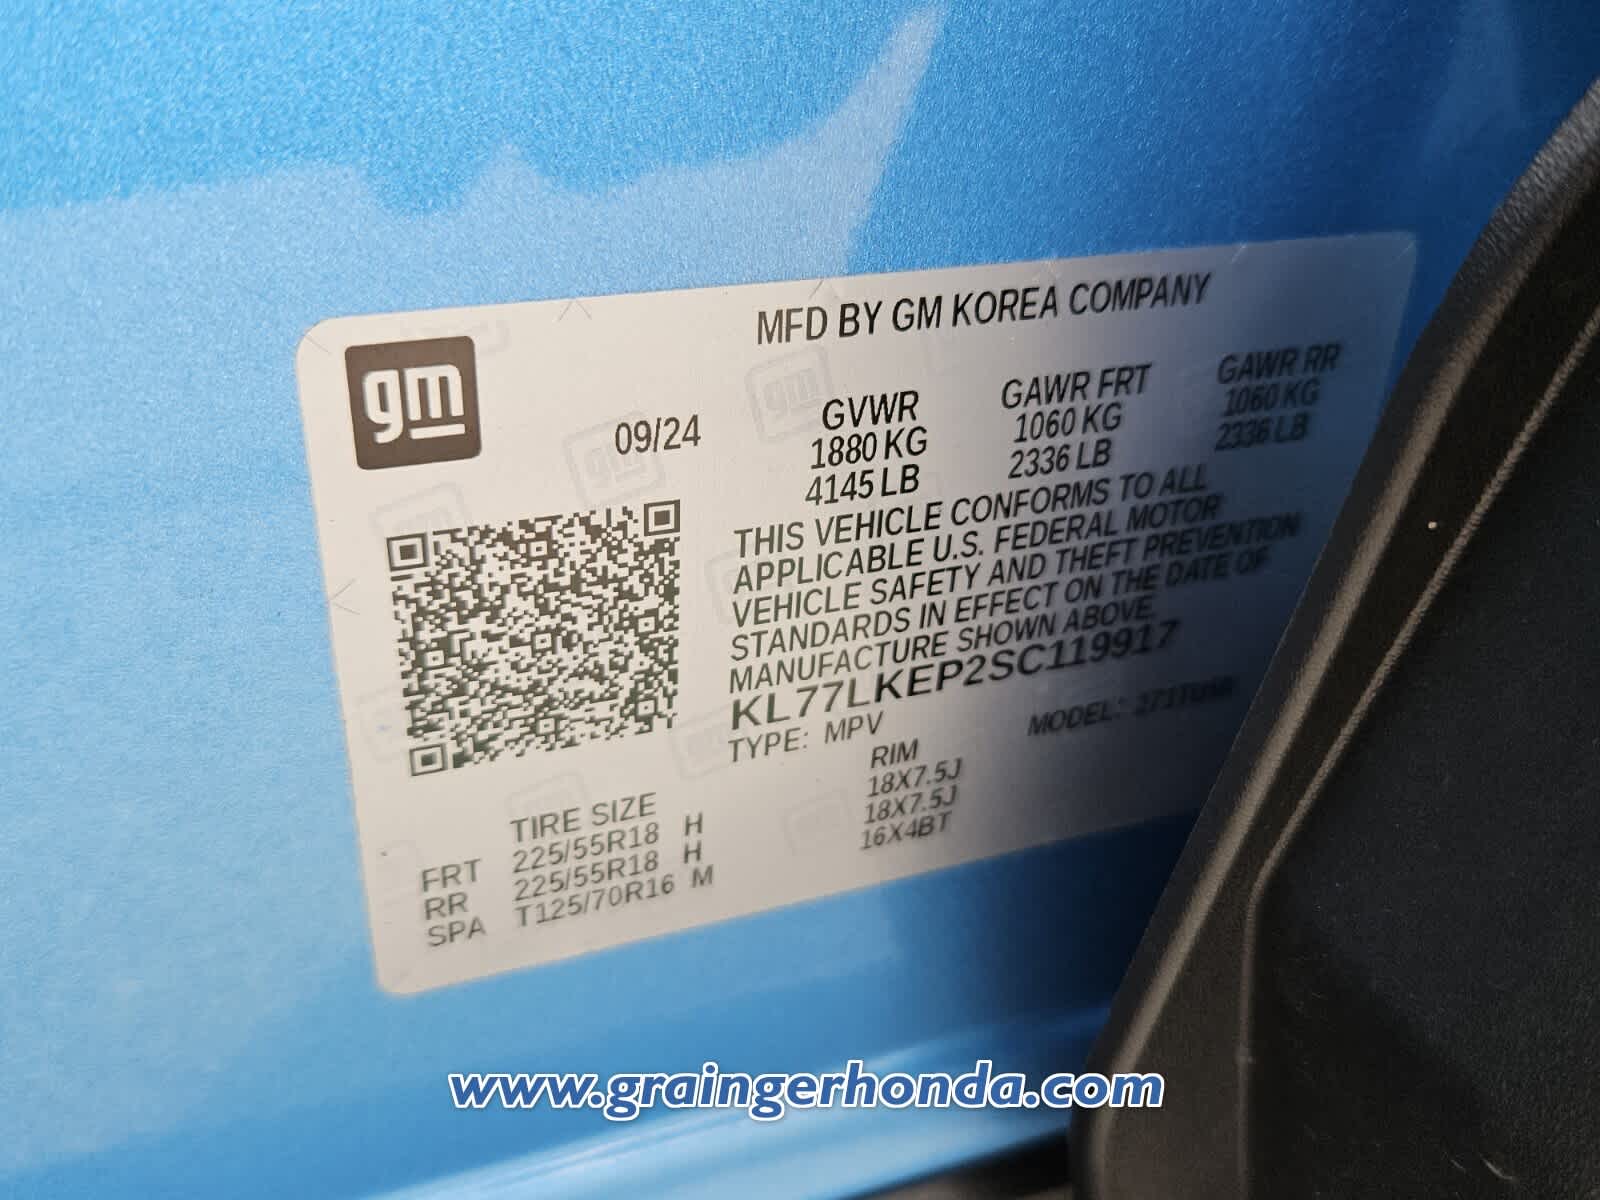 MFD BY GM KOREA COMPANY
gm
09/24
GVWR GAWR FRT GAWR RR
1880 KG 1060 KG 1060 KG
4145 LB 2336 LB 2336 LB
THIS VEHICLE CONFORMS TO ALL
APPLICABLE U.S. FEDERAL MOTOR
VEHICLE SAFETY AND THEFT PREVENTION
STANDARDS IN EFFECT ON THE DATE OF
MANUFACTURE SHOWN ABOVE.
KL77LKEP2SC119917
TYPE: MPV MODEL:
TIRE SIZE RIM
FRT 225/55R18 H 18X7.5J
RR 225/55R18 H 18X7.5J
SPA T125/70R16 M 16X4BT
www.graingerhonda.com